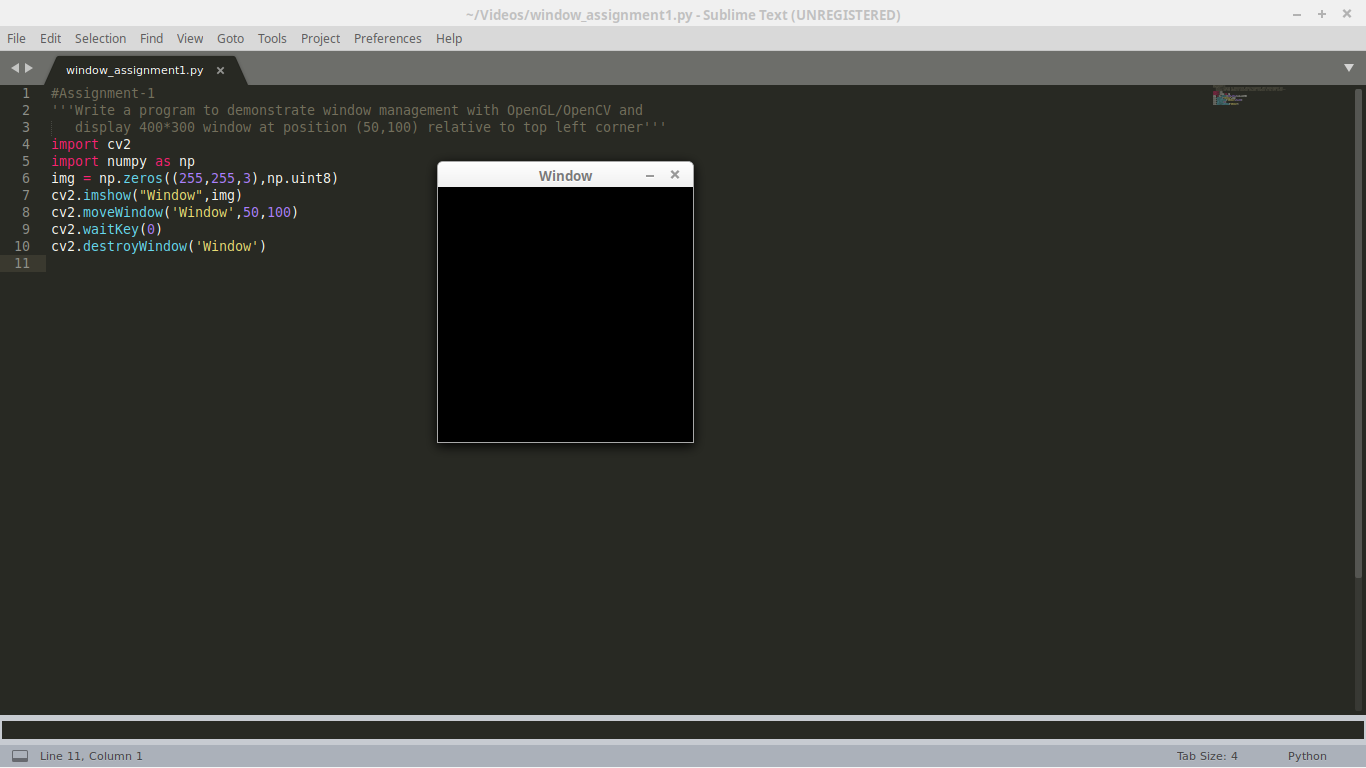 ~/Videos/window_assignment1.py - Sublime Text (UNREGISTERED)
File Edit Selection Find View Goto Tools Project Preferences Help
window_assignment1.py
1 #Assignment-1
2 '''Write a program to demonstrate window management with OpenGL/OpenCV and
3 display 400*300 window at position (50,100) relative to top left corner'''
4 import cv2
5 import numpy as np
6 img = np.zeros((255,255,3),np.uint8)
7 cv2.imshow("Window",img)
8 cv2.moveWindow('Window',50,100)
9 cv2.waitKey(0)
10 cv2.destroyWindow('Window')
11
Window
Line 11, Column 1 Tab Size: 4 Python